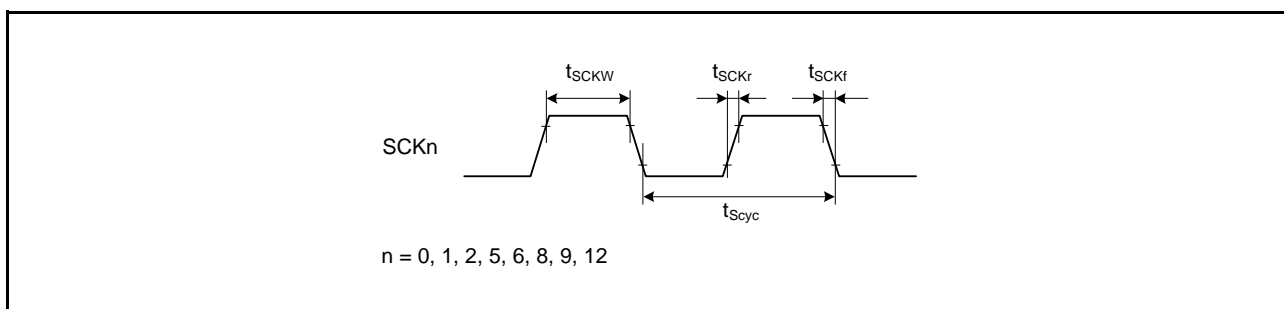 tSCKW tSCKr tSCKf
SCKn
tScyc
n = 0, 1, 2, 5, 6, 8, 9, 12